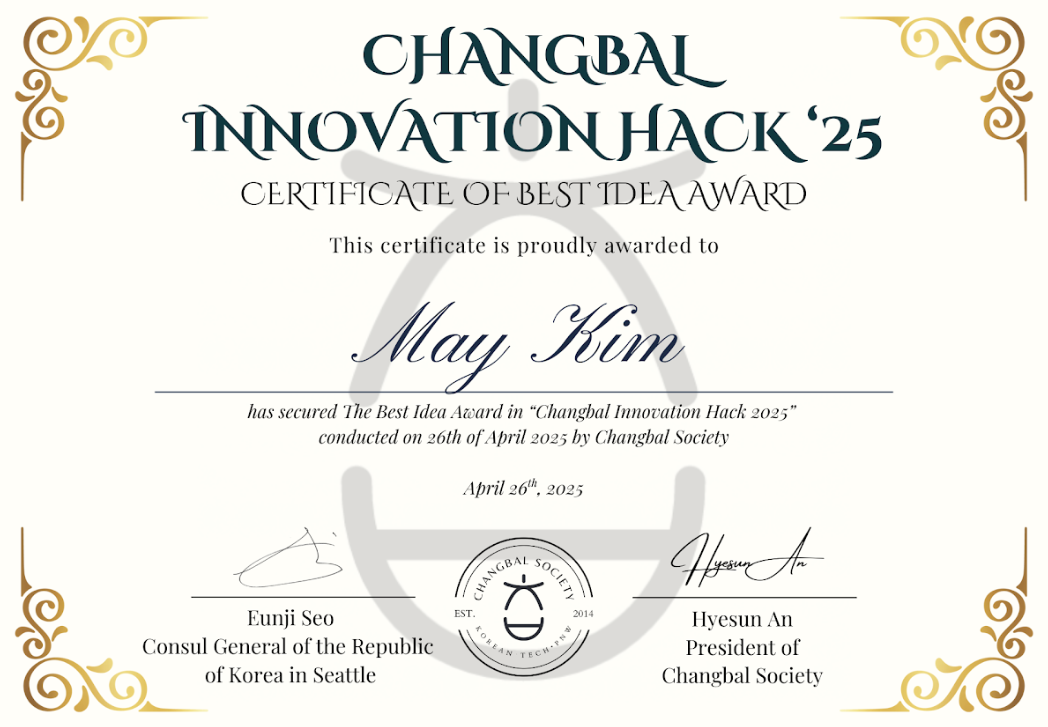 CHANGBAL
INNOVATION HACK ‘25
CERTIFICATE OF BEST IDEA AWARD
This certificate is proudly awarded to
May Kim
has secured The Best Idea Award in “Changbal Innovation Hack 2025”
conducted on 26th of April 2025 by Changbal Society
April 26th, 2025
Hyesun An
Eunji Seo
Consul General of the Republic
of Korea in Seattle
CHANGBAL SOCIETY
EST. 2014
KOREAN TECH • PNW
Hyesun An
President of
Changbal Society